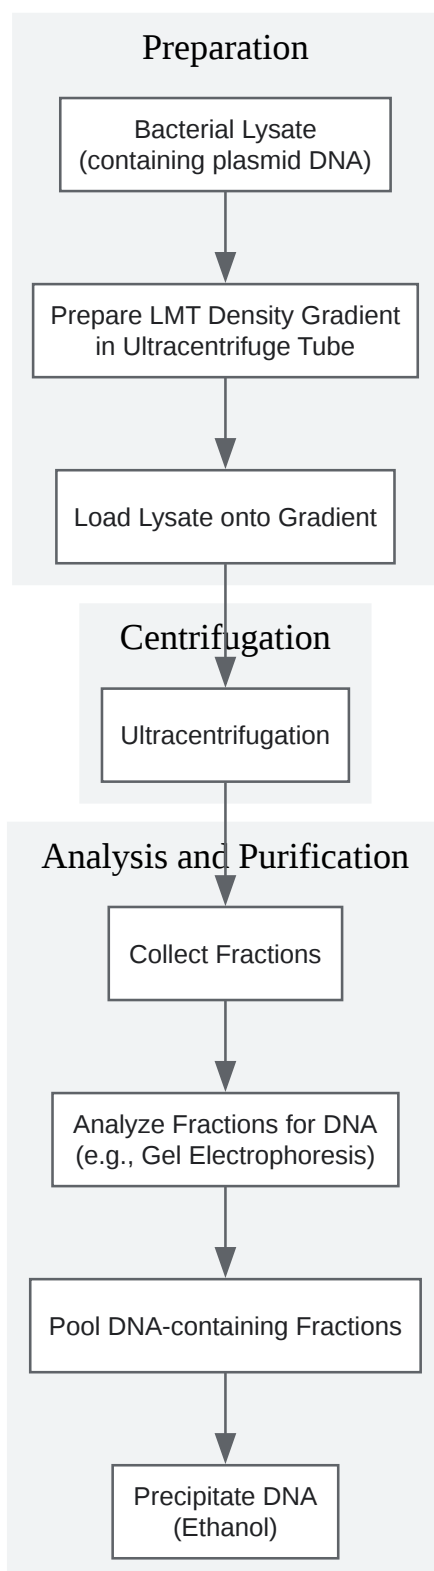 Preparation
Bacterial Lysate
(containing plasmid DNA)
Prepare LMT Density Gradient
in Ultracentrifuge Tube
Load Lysate onto Gradient
Centrifugation
Ultracentrifugation
Analysis and Purification
Collect Fractions
Analyze Fractions for DNA
(e.g., Gel Electrophoresis)
Pool DNA-containing Fractions
Precipitate DNA
(Ethanol)